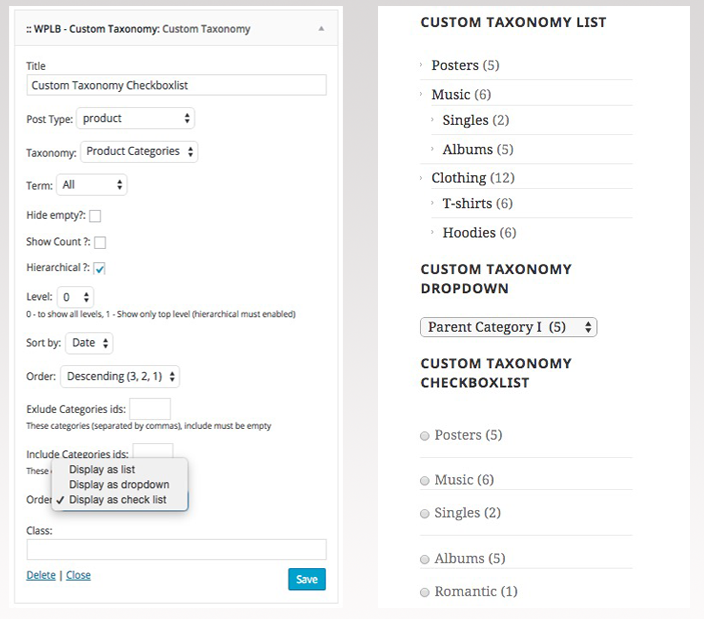 :: WPLB - Custom Taxonomy: Custom Taxonomy
Title
Custom Taxonomy Checkboxlist
Post Type: product
Taxonomy: Product Categories
Term: All
Hide empty?:
Show Count ?:
Hierarchical ?:
Level: 0
0 - to show all levels, 1 - Show only top level (hierarchical must enabled)
Sort by: Date
Order: Descending (3, 2, 1)
Exlude Categories ids:
These categories (separated by commas), include must be empty
Include Categories ids:
These
Display as list
Display as dropdown
Order
Display as check list
Class:
Delete | Close
Save
CUSTOM TAXONOMY LIST
Posters (5)
Music (6)
Singles (2)
Albums (5)
Clothing (12)
T-shirts (6)
Hoodies (6)
CUSTOM TAXONOMY
DROPDOWN
Parent Category I (5)
CUSTOM TAXONOMY
CHECKBOXLIST
Posters (5)
Music (6)
Singles (2)
Albums (5)
Romantic (1)